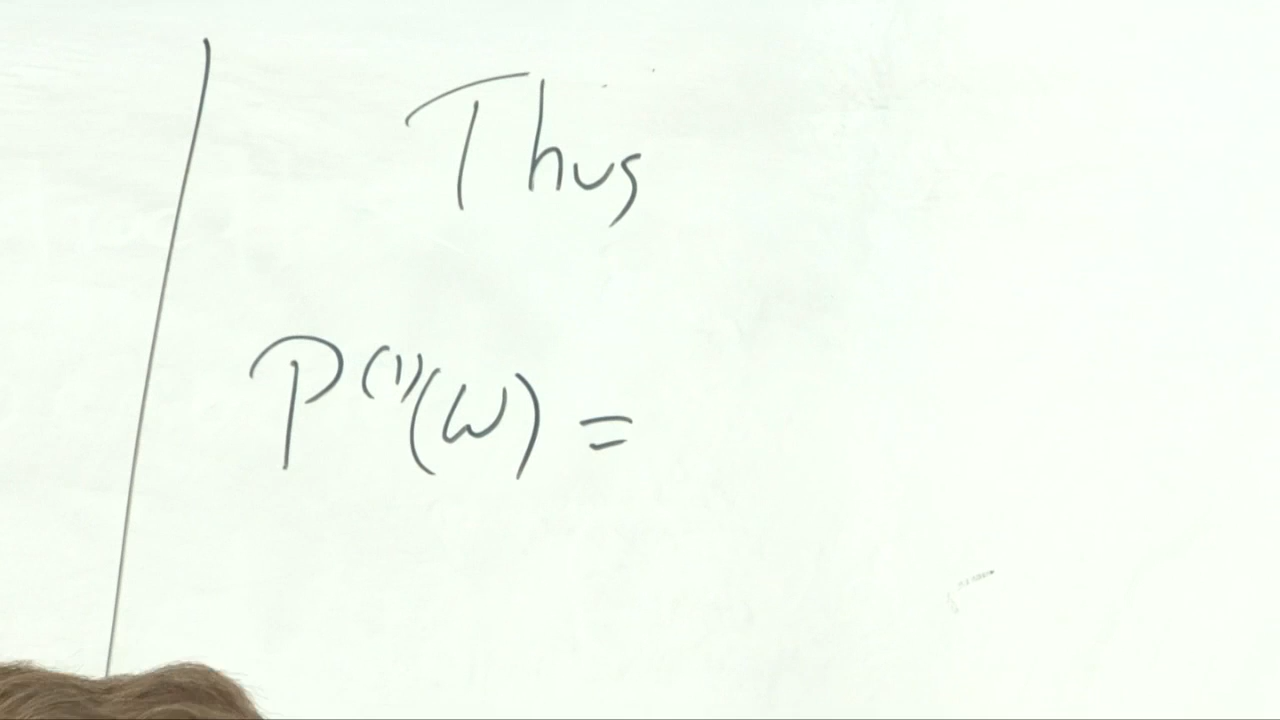 Thus
P^(1)(ω) =